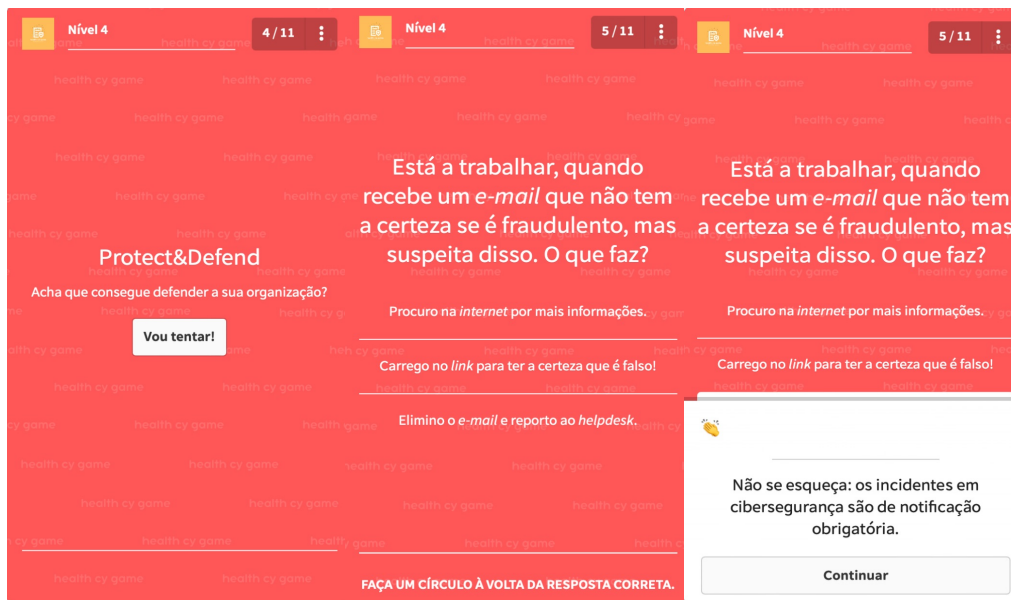 Nível 4
4 / 11
Protect&Defend
Acha que consegue defender a sua organização?
Vou tentar!
Nível 4
5 / 11
Está a trabalhar, quando
recebe um e-mail que não tem
a certeza se é fraudulento, mas
suspeita disso. O que faz?
Procuro na internet por mais informações.
Carrego no link para ter a certeza que é falso!
Elimino o e-mail e reporto ao helpdesk.
FAÇA UM CÍRCULO À VOLTA DA RESPOSTA CORRETA.
Nível 4
5 / 11
Está a trabalhar, quando
recebe um e-mail que não tem
a certeza se é fraudulento, mas
suspeita disso. O que faz?
Procuro na internet por mais informações.
Carrego no link para ter a certeza que é falso!
Não se esqueça: os incidentes em
cibersegurança são de notificação
obrigatória.
Continuar